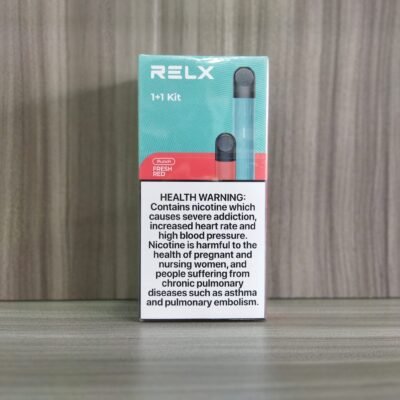 RELX
1+1 Kit
Punch
FRESH
RED
HEALTH WARNING:
Contains nicotine which
causes severe addiction,
increased heart rate and
high blood pressure.
Nicotine is harmful to the
health of pregnant and
nursing women, and
people suffering from
chronic pulmonary
diseases such as asthma
and pulmonary embolism.